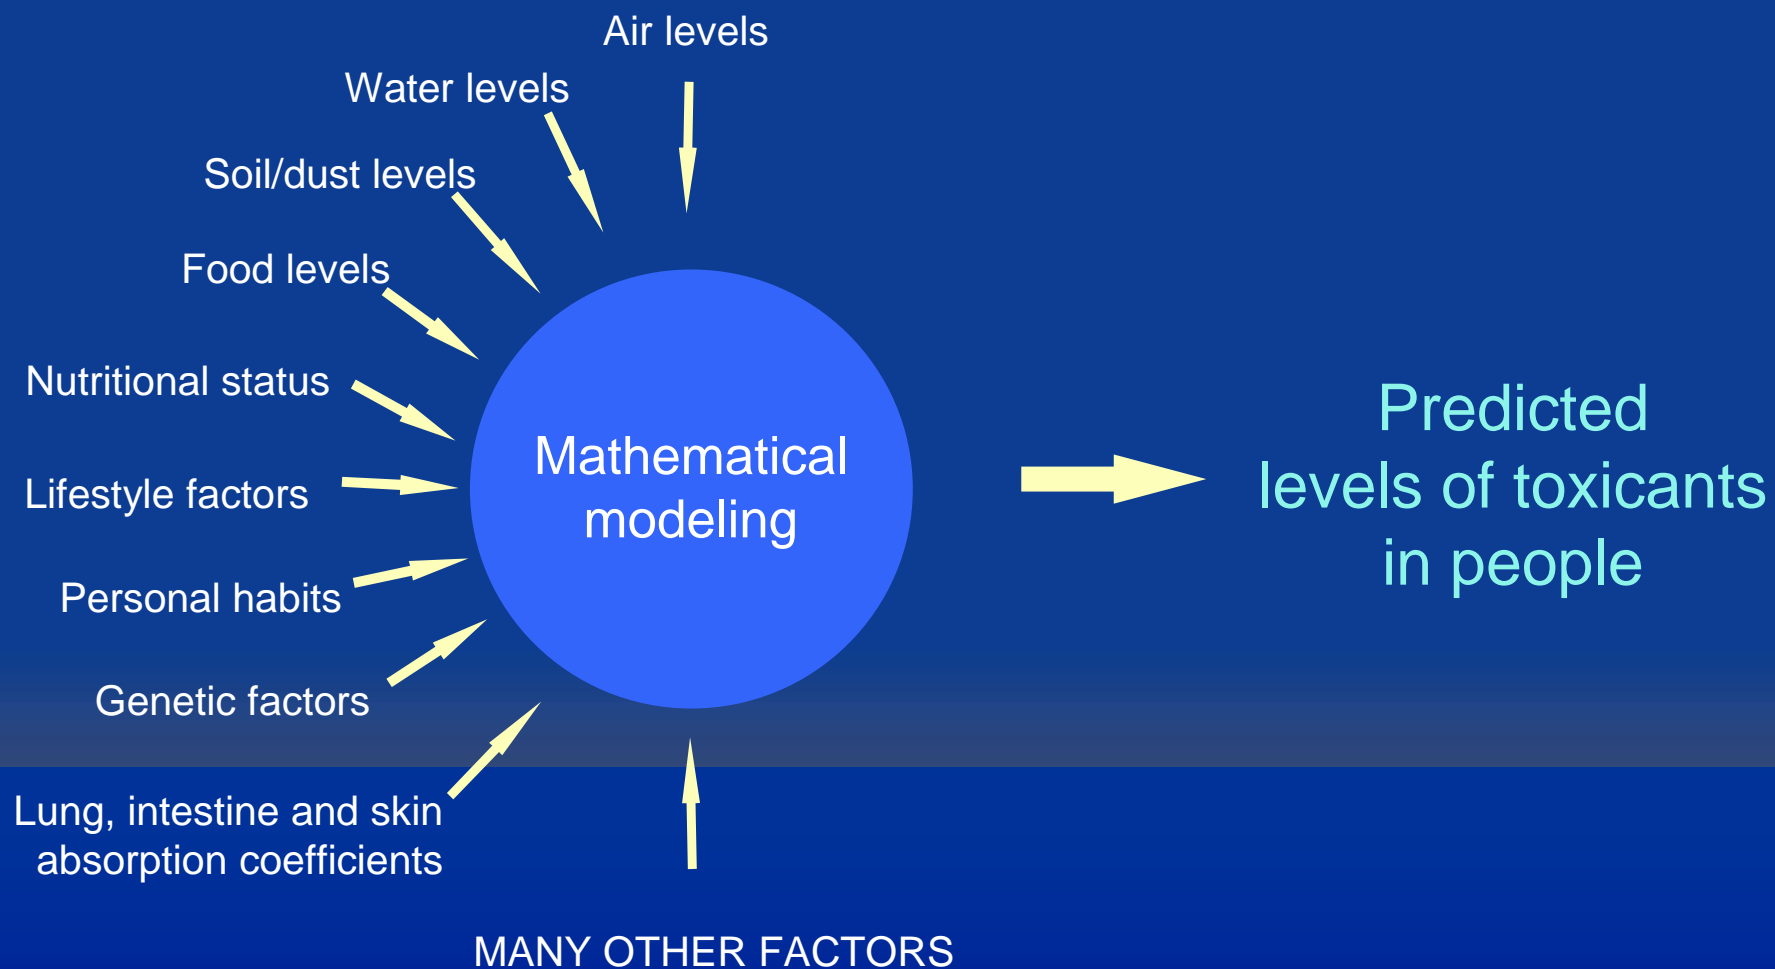 Air levels
Water levels
Soil/dust levels
Food levels
Nutritional status
Lifestyle factors
Personal habits
Genetic factors
Lung, intestine and skin
absorption coefficients
MANY OTHER FACTORS
Mathematical
modeling
Predicted
levels of toxicants
in people